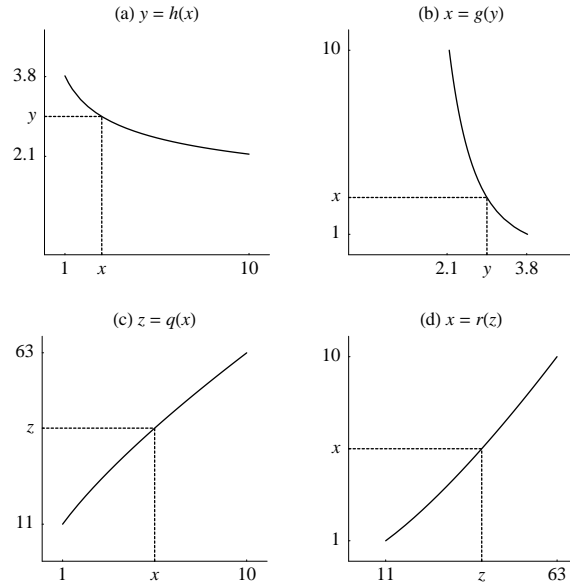 (a) y = h(x)
3.8
y
2.1
1 x 10
(b) x = g(y)
10
x
1
2.1 y 3.8
(c) z = q(x)
63
z
11
1 x 10
(d) x = r(z)
10
x
1
11 z 63